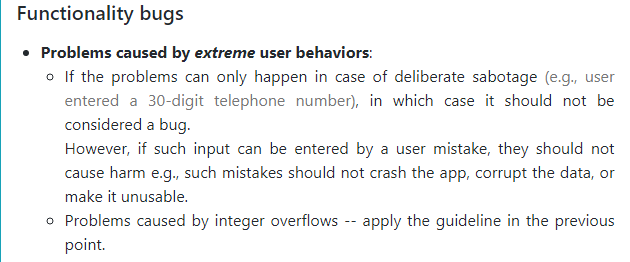 Functionality bugs
Problems caused by extreme user behaviors:
If the problems can only happen in case of deliberate sabotage (e.g., user
entered a 30-digit telephone number), in which case it should not be
considered a bug.
However, if such input can be entered by a user mistake, they should not
cause harm e.g., such mistakes should not crash the app, corrupt the data, or
make it unusable.
Problems caused by integer overflows -- apply the guideline in the previous
point.